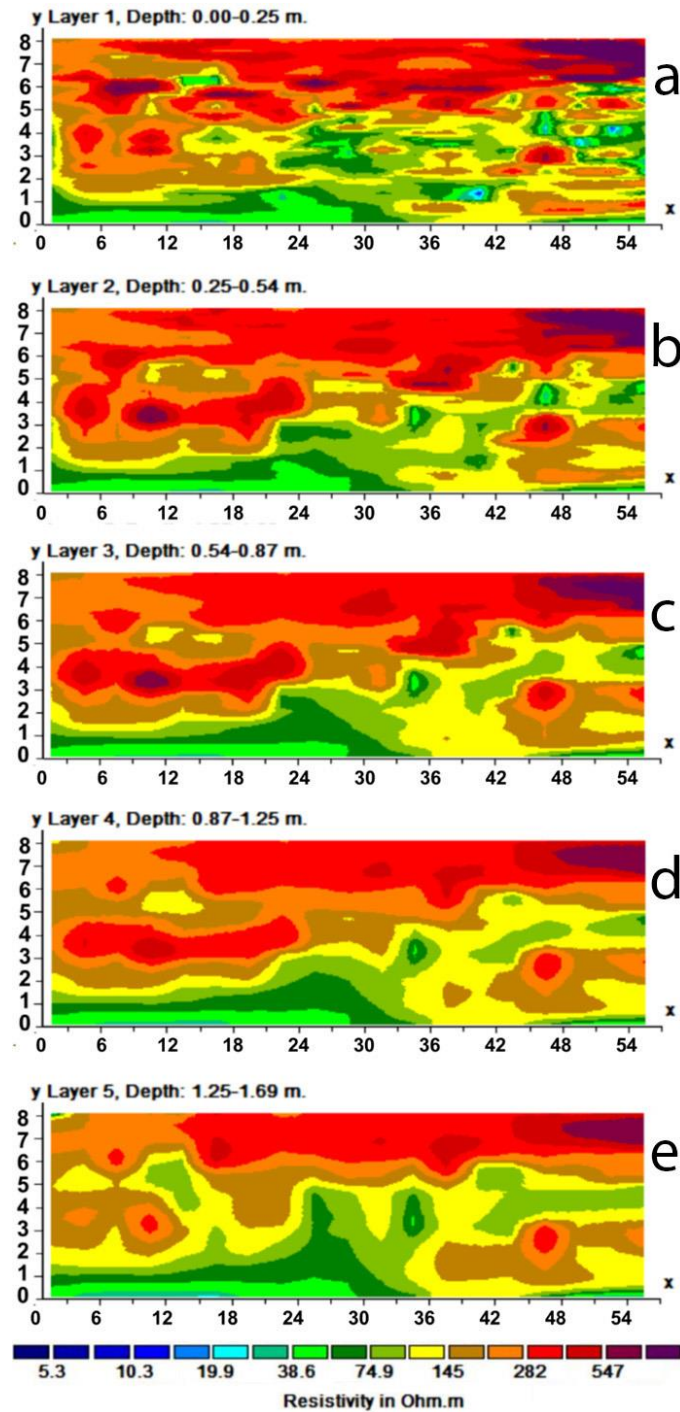 y Layer 1, Depth: 0.00-0.25 m.
8
7
6
5
4
3
2
1
0
0 6 12 18 24 30 36 42 48 54
x
a
y Layer 2, Depth: 0.25-0.54 m.
8
7
6
5
4
3
2
1
0
0 6 12 18 24 30 36 42 48 54
x
b
y Layer 3, Depth: 0.54-0.87 m.
8
7
6
5
4
3
2
1
0
0 6 12 18 24 30 36 42 48 54
x
c
y Layer 4, Depth: 0.87-1.25 m.
8
7
6
5
4
3
2
1
0
0 6 12 18 24 30 36 42 48 54
x
d
y Layer 5, Depth: 1.25-1.69 m.
8
7
6
5
4
3
2
1
0
0 6 12 18 24 30 36 42 48 54
x
e
5.3 10.3 19.9 38.6 74.9 145 282 547
Resistivity in Ohm.m